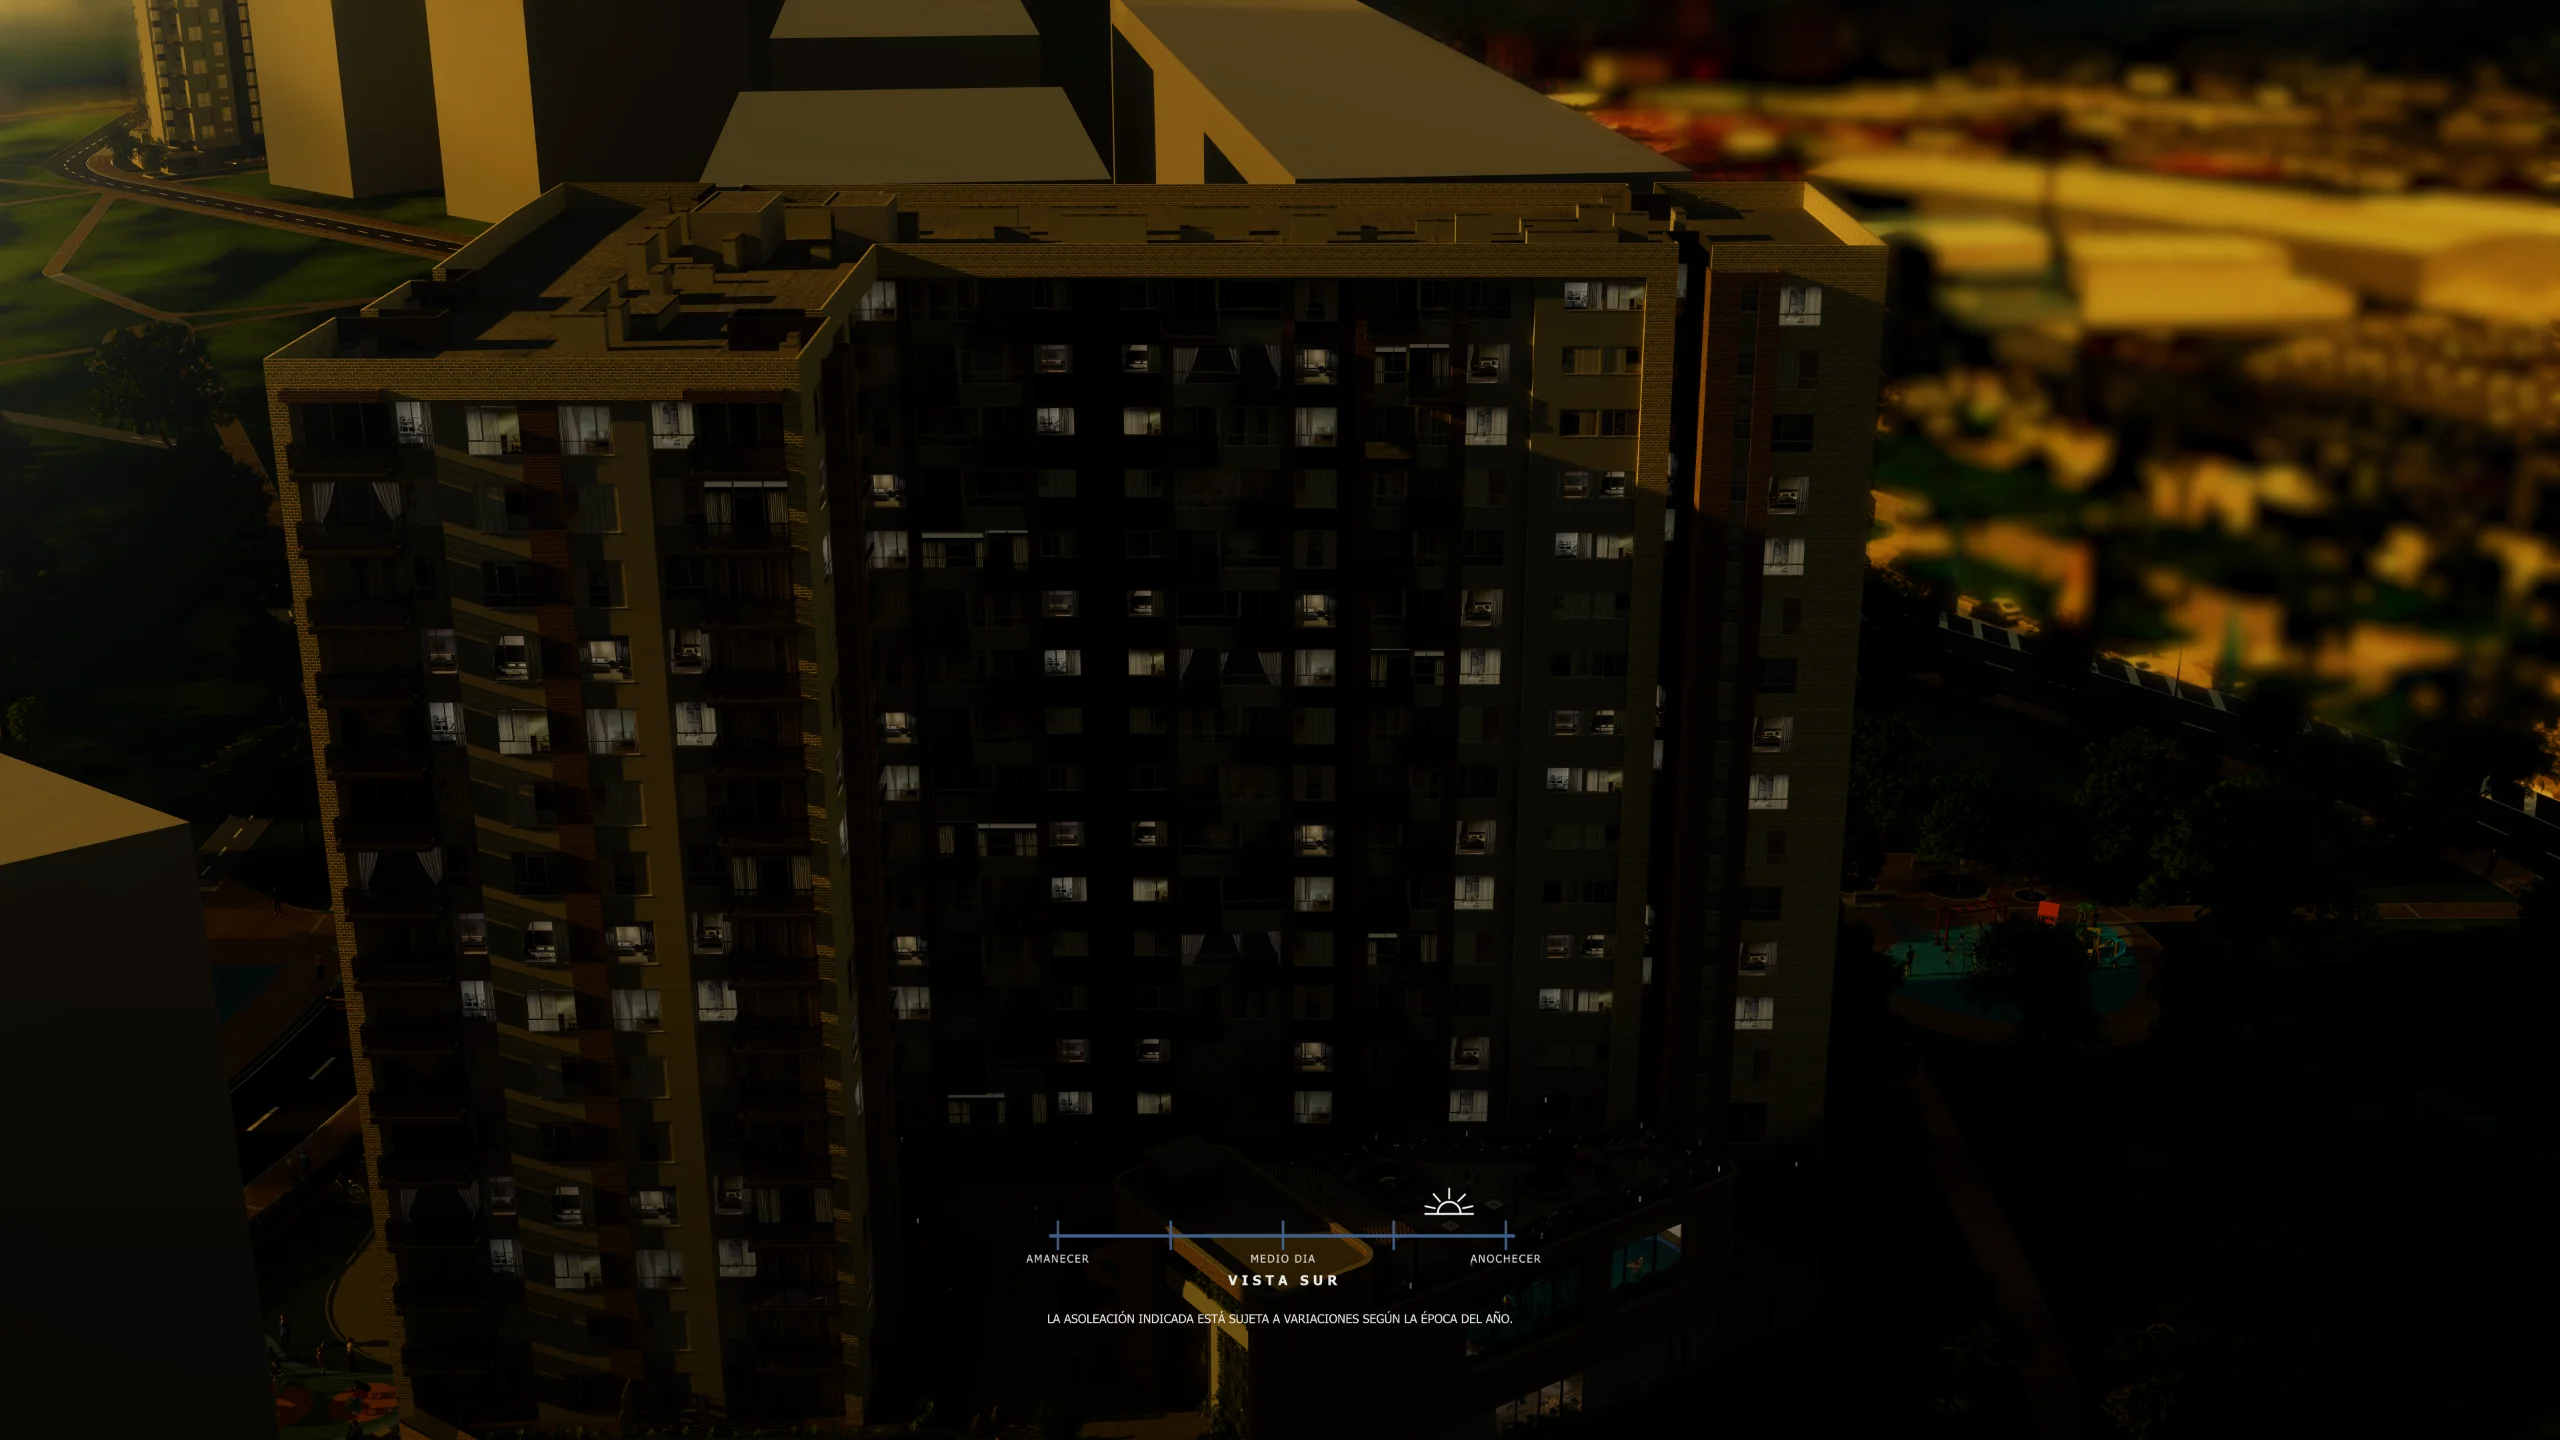 AMANECER
MEDIO DIA
ANOCHECER
VISTA SUR
LA ASOLEACIÓN INDICADA ESTÁ SUJETA A VARIACIONES SEGÚN LA ÉPOCA DEL AÑO.